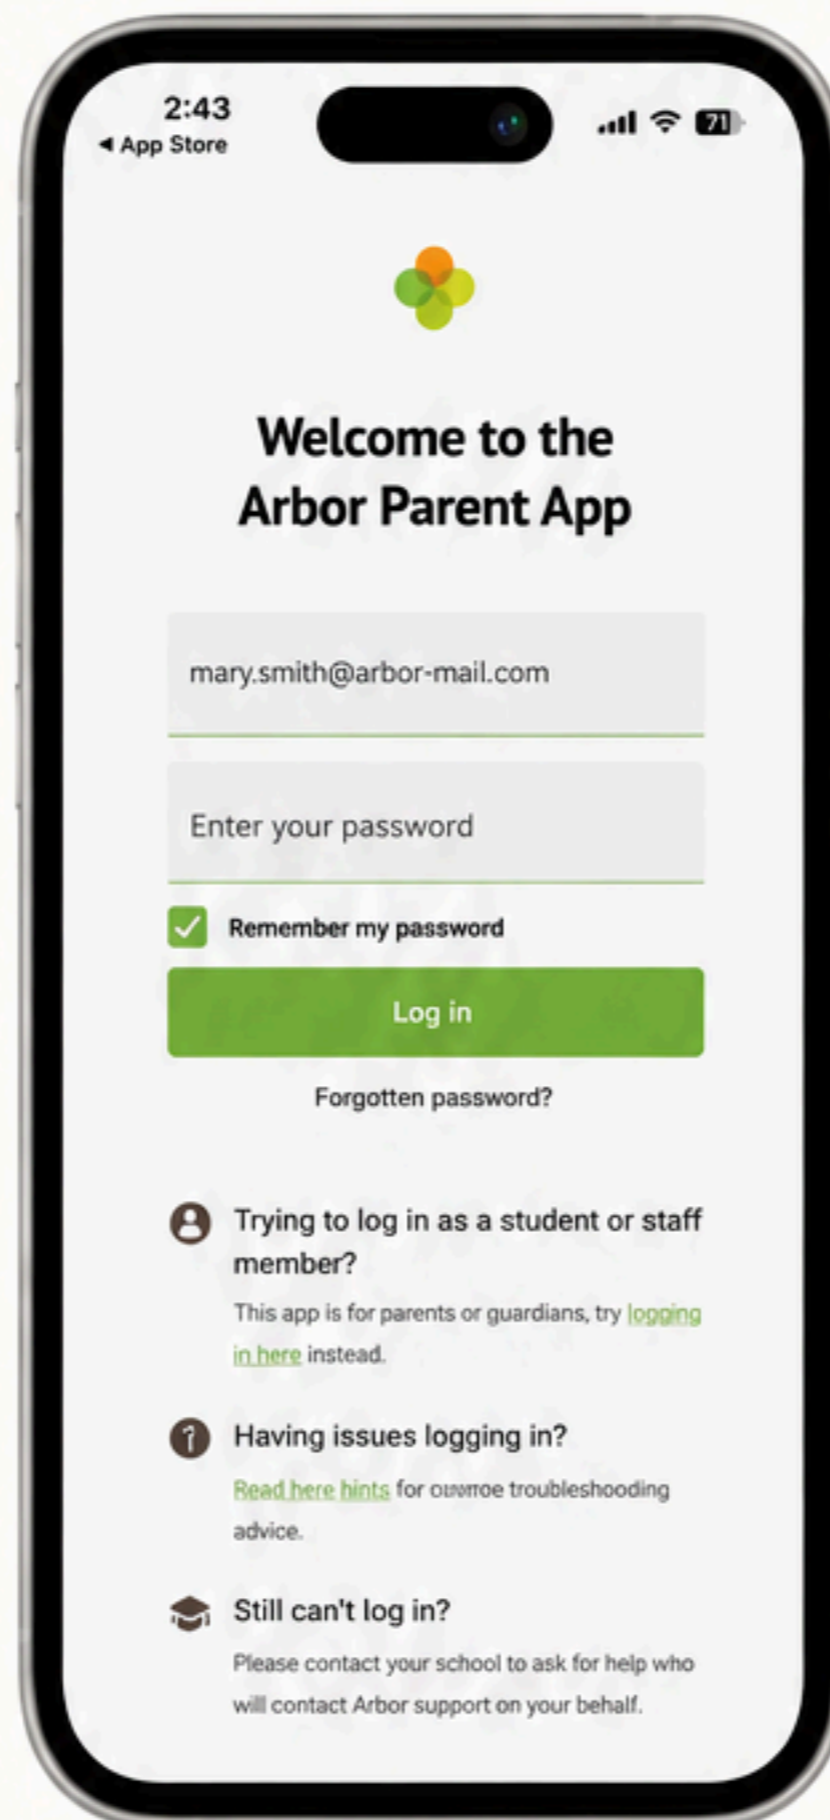 2:43
◄ App Store
71
Welcome to the
Arbor Parent App
mary.smith@arbor-mail.com
Enter your password
Remember my password
Log in
Forgotten password?
Trying to log in as a student or staff
member?
This app is for parents or guardians, try logging
in here instead.
Having issues logging in?
Read here hints for troubleshooding
advice.
Still can't log in?
Please contact your school to ask for help who
will contact Arbor support on your behalf.